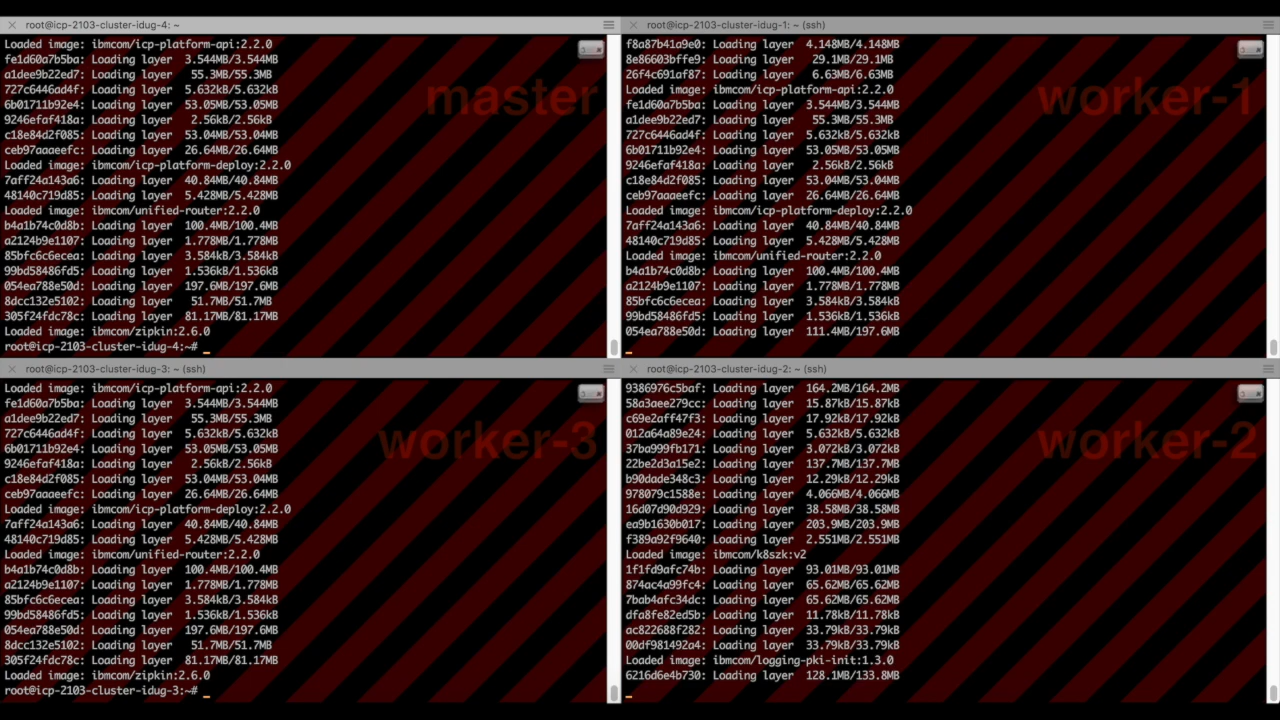 root@icp-2103-cluster-idug-4: ~
Loaded image: ibmcom/icp-platform-api:2.2.0
fe1d60a7b5ba: Loading layer 3.544MB/3.544MB
a1dee9b22ed7: Loading layer 55.3MB/55.3MB
727c6446ad4f: Loading layer 5.632kB/5.632kB
6b01711b92e4: Loading layer 53.05MB/53.05MB
9246efaf418a: Loading layer 2.56kB/2.56kB
c18e84d2f085: Loading layer 53.04MB/53.04MB
ceb97aaaeefc: Loading layer 26.64MB/26.64MB
Loaded image: ibmcom/icp-platform-deploy:2.2.0
7aff24a143a6: Loading layer 40.84MB/40.84MB
48140c719d85: Loading layer 5.428MB/5.428MB
Loaded image: ibmcom/unified-router:2.2.0
b4a1b74c0d8b: Loading layer 100.4MB/100.4MB
a2124b9e1107: Loading layer 1.778MB/1.778MB
85bfc6c6ecea: Loading layer 3.584kB/3.584kB
99bd58486fd5: Loading layer 1.536kB/1.536kB
054ea788e50d: Loading layer 197.6MB/197.6MB
8dcc132e5102: Loading layer 51.7MB/51.7MB
305f24fdc78c: Loading layer 81.17MB/81.17MB
Loaded image: ibmcom/zipkin:2.6.0
root@icp-2103-cluster-idug-4:~#
master
root@icp-2103-cluster-idug-1: ~ (ssh)
f8a87b41a9e0: Loading layer 4.148MB/4.148MB
8e86603bffe9: Loading layer 29.1MB/29.1MB
26f4c691af87: Loading layer 6.63MB/6.63MB
Loaded image: ibmcom/icp-platform-api:2.2.0
fe1d60a7b5ba: Loading layer 3.544MB/3.544MB
a1dee9b22ed7: Loading layer 55.3MB/55.3MB
727c6446ad4f: Loading layer 5.632kB/5.632kB
6b01711b92e4: Loading layer 53.05MB/53.05MB
9246efaf418a: Loading layer 2.56kB/2.56kB
c18e84d2f085: Loading layer 53.04MB/53.04MB
ceb97aaaeefc: Loading layer 26.64MB/26.64MB
Loaded image: ibmcom/icp-platform-deploy:2.2.0
7aff24a143a6: Loading layer 40.84MB/40.84MB
48140c719d85: Loading layer 5.428MB/5.428MB
Loaded image: ibmcom/unified-router:2.2.0
b4a1b74c0d8b: Loading layer 100.4MB/100.4MB
a2124b9e1107: Loading layer 1.778MB/1.778MB
85bfc6c6ecea: Loading layer 3.584kB/3.584kB
99bd58486fd5: Loading layer 1.536kB/1.536kB
054ea788e50d: Loading layer 111.4MB/197.6MB
worker-1
root@icp-2103-cluster-idug-3: ~ (ssh)
Loaded image: ibmcom/icp-platform-api:2.2.0
fe1d60a7b5ba: Loading layer 3.544MB/3.544MB
a1dee9b22ed7: Loading layer 55.3MB/55.3MB
727c6446ad4f: Loading layer 5.632kB/5.632kB
6b01711b92e4: Loading layer 53.05MB/53.05MB
9246efaf418a: Loading layer 2.56kB/2.56kB
c18e84d2f085: Loading layer 53.04MB/53.04MB
ceb97aaaeefc: Loading layer 26.64MB/26.64MB
Loaded image: ibmcom/icp-platform-deploy:2.2.0
7aff24a143a6: Loading layer 40.84MB/40.84MB
48140c719d85: Loading layer 5.428MB/5.428MB
Loaded image: ibmcom/unified-router:2.2.0
b4a1b74c0d8b: Loading layer 100.4MB/100.4MB
a2124b9e1107: Loading layer 1.778MB/1.778MB
85bfc6c6ecea: Loading layer 3.584kB/3.584kB
99bd58486fd5: Loading layer 1.536kB/1.536kB
054ea788e50d: Loading layer 197.6MB/197.6MB
8dcc132e5102: Loading layer 51.7MB/51.7MB
305f24fdc78c: Loading layer 81.17MB/81.17MB
Loaded image: ibmcom/zipkin:2.6.0
root@icp-2103-cluster-idug-3:~#
worker-3
root@icp-2103-cluster-idug-2: ~ (ssh)
9386976c5baf: Loading layer 164.2MB/164.2MB
58a3aee279cc: Loading layer 15.87kB/15.87kB
c69e2aff47f3: Loading layer 17.92kB/17.92kB
012a64a89e24: Loading layer 5.632kB/5.632kB
37ba999fb171: Loading layer 3.072kB/3.072kB
22be2d3a15e2: Loading layer 137.7MB/137.7MB
b90dade348c3: Loading layer 12.29kB/12.29kB
978079c1588e: Loading layer 4.066MB/4.066MB
16d07d90d929: Loading layer 38.58MB/38.58MB
ea9b1630b017: Loading layer 203.9MB/203.9MB
f389a92f9640: Loading layer 2.551MB/2.551MB
Loaded image: ibmcom/k8szk:v2
1f1fd9afc74b: Loading layer 93.01MB/93.01MB
874ac4a99fc4: Loading layer 65.62MB/65.62MB
7bab4afc34dc: Loading layer 65.62MB/65.62MB
dfa8fe82ed5b: Loading layer 11.78kB/11.78kB
ac822688f282: Loading layer 33.79kB/33.79kB
00df981492a4: Loading layer 33.79kB/33.79kB
Loaded image: ibmcom/logging-pki-init:1.3.0
6216d6e4b730: Loading layer 128.1MB/133.8MB
worker-2